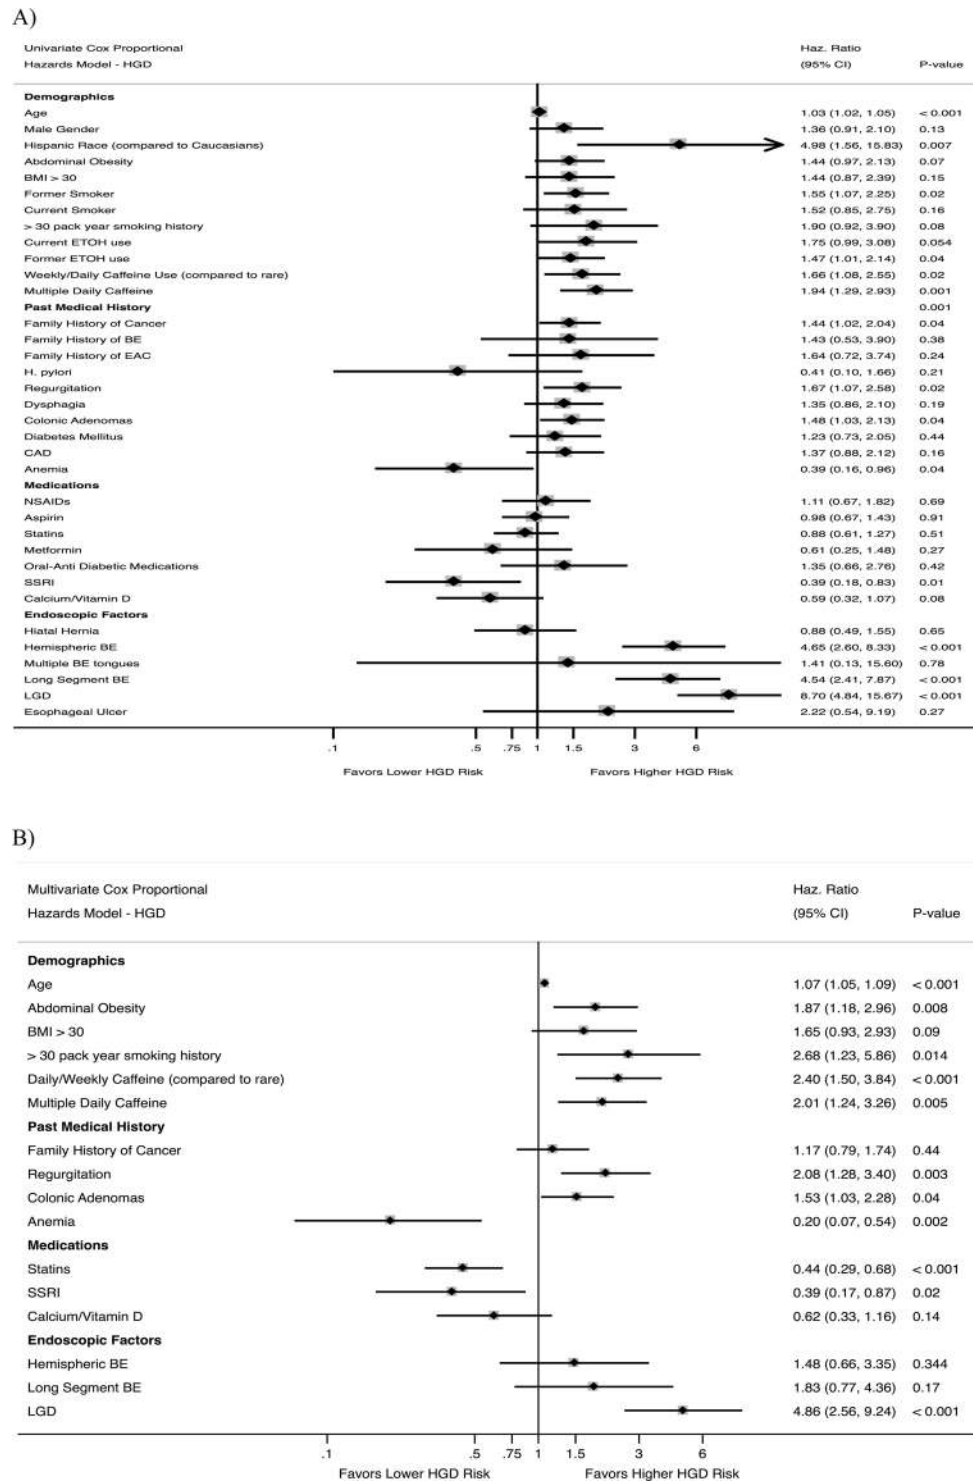 A)
Univariate Cox Proportional Haz. Ratio
Hazards Model - HGD (95% CI) P-value
Demographics
Age 1.03 (1.02, 1.05) < 0.001
Male Gender 1.36 (0.91, 2.10) 0.13
Hispanic Race (compared to Caucasians) 4.98 (1.56, 15.83) 0.007
Abdominal Obesity 1.44 (0.97, 2.13) 0.07
BMI > 30 1.44 (0.87, 2.39) 0.15
Former Smoker 1.55 (1.07, 2.25) 0.02
Current Smoker 1.52 (0.85, 2.75) 0.16
> 30 pack year smoking history 1.90 (0.92, 3.90) 0.08
Current ETOH use 1.75 (0.99, 3.08) 0.054
Former ETOH use 1.47 (1.01, 2.14) 0.04
Weekly/Daily Caffeine Use (compared to rare) 1.66 (1.08, 2.55) 0.02
Multiple Daily Caffeine 1.94 (1.29, 2.93) 0.001
Past Medical History 0.001
Family History of Cancer 1.44 (1.02, 2.04) 0.04
Family History of BE 1.43 (0.53, 3.90) 0.38
Family History of EAC 1.64 (0.72, 3.74) 0.24
H. pylori 0.41 (0.10, 1.66) 0.21
Regurgitation 1.67 (1.07, 2.58) 0.02
Dysphagia 1.35 (0.86, 2.10) 0.19
Colonic Adenomas 1.48 (1.03, 2.13) 0.04
Diabetes Mellitus 1.23 (0.73, 2.05) 0.44
CAD 1.37 (0.88, 2.12) 0.16
Anemia 0.39 (0.16, 0.96) 0.04
Medications
NSAIDs 1.11 (0.67, 1.82) 0.69
Aspirin 0.98 (0.67, 1.43) 0.91
Statins 0.88 (0.61, 1.27) 0.51
Metformin 0.61 (0.25, 1.48) 0.27
Oral-Anti Diabetic Medications 1.35 (0.66, 2.76) 0.42
SSRI 0.39 (0.18, 0.83) 0.01
Calcium/Vitamin D 0.59 (0.32, 1.07) 0.08
Endoscopic Factors
Hiatal Hernia 0.88 (0.49, 1.55) 0.65
Hemispheric BE 4.65 (2.60, 8.33) < 0.001
Multiple BE tongues 1.41 (0.13, 15.60) 0.78
Long Segment BE 4.54 (2.41, 7.87) < 0.001
LGD 8.70 (4.84, 15.67) < 0.001
Esophageal Ulcer 2.22 (0.54, 9.19) 0.27
.1 .5 .75 1 1.5 3 6
Favors Lower HGD Risk Favors Higher HGD Risk
B)
Multivariate Cox Proportional Haz. Ratio
Hazards Model - HGD (95% CI) P-value
Demographics
Age 1.07 (1.05, 1.09) < 0.001
Abdominal Obesity 1.87 (1.18, 2.96) 0.008
BMI > 30 1.65 (0.93, 2.93) 0.09
> 30 pack year smoking history 2.68 (1.23, 5.86) 0.014
Daily/Weekly Caffeine (compared to rare) 2.40 (1.50, 3.84) < 0.001
Multiple Daily Caffeine 2.01 (1.24, 3.26) 0.005
Past Medical History
Family History of Cancer 1.17 (0.79, 1.74) 0.44
Regurgitation 2.08 (1.28, 3.40) 0.003
Colonic Adenomas 1.53 (1.03, 2.28) 0.04
Anemia 0.20 (0.07, 0.54) 0.002
Medications
Statins 0.44 (0.29, 0.68) < 0.001
SSRI 0.39 (0.17, 0.87) 0.02
Calcium/Vitamin D 0.62 (0.33, 1.16) 0.14
Endoscopic Factors
Hemispheric BE 1.48 (0.66, 3.35) 0.344
Long Segment BE 1.83 (0.77, 4.36) 0.17
LGD 4.86 (2.56, 9.24) < 0.001
.1 .5 .75 1 1.5 3 6
Favors Lower HGD Risk Favors Higher HGD Risk